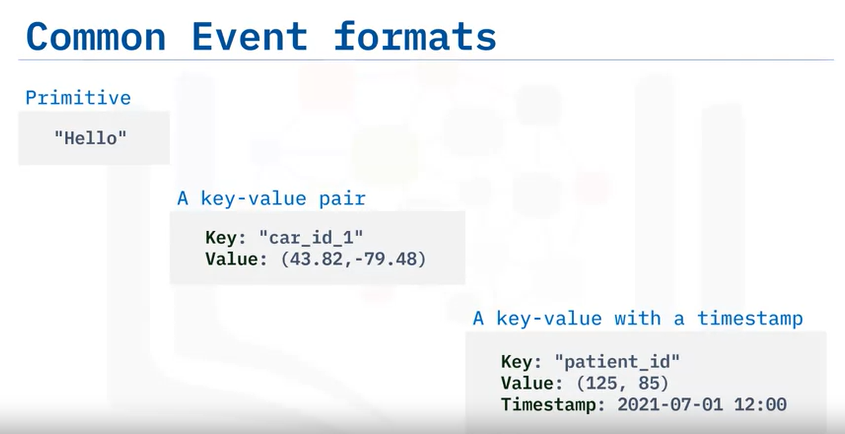 Common Event formats
Primitive
"Hello"
A key-value pair
Key: "car_id_1"
Value: (43.82,-79.48)
A key-value with a timestamp
Key: "patient_id"
Value: (125, 85)
Timestamp: 2021-07-01 12:00